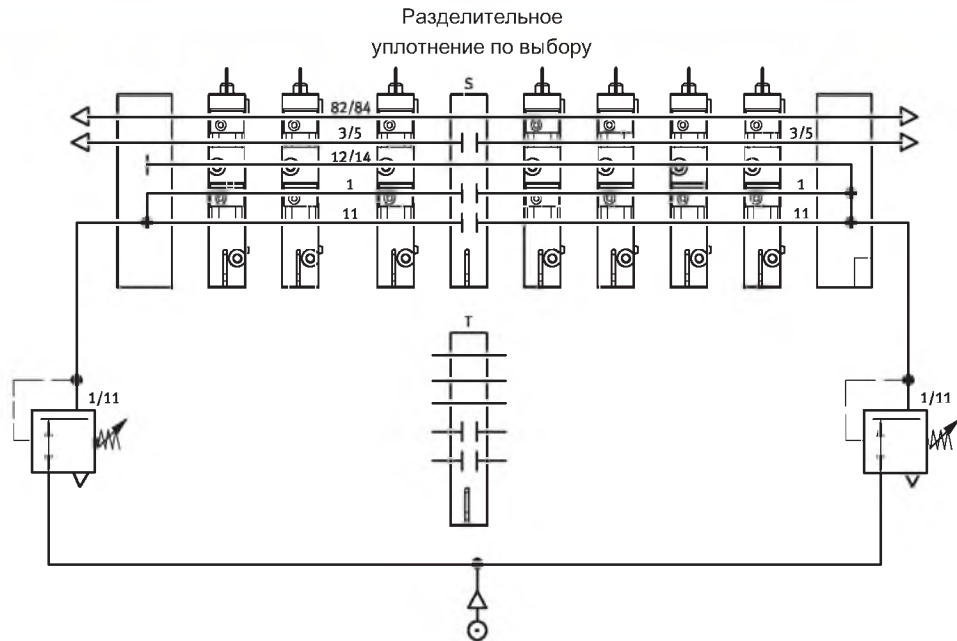 Разделительное
уплотнение по выбору
S
82/84
3/5 3/5
12/14
1 1
11 11
T
1/11 1/11